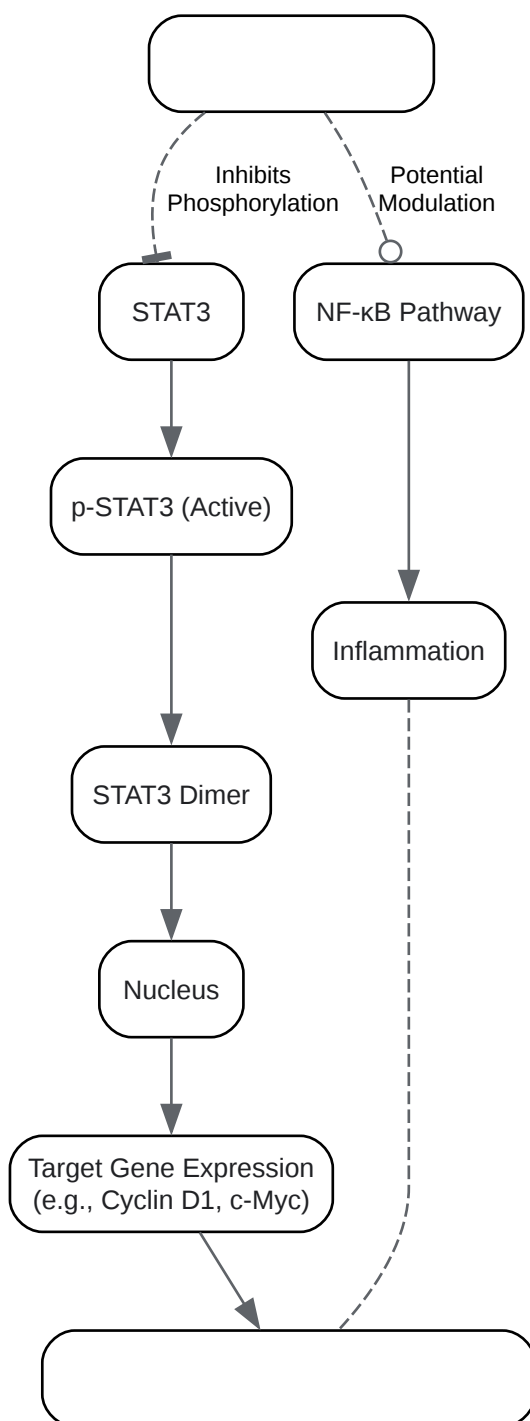 Inhibits
Phosphorylation
Potential
Modulation
STAT3
NF-κB Pathway
p-STAT3 (Active)
Inflammation
STAT3 Dimer
Nucleus
Target Gene Expression
(e.g., Cyclin D1, c-Myc)